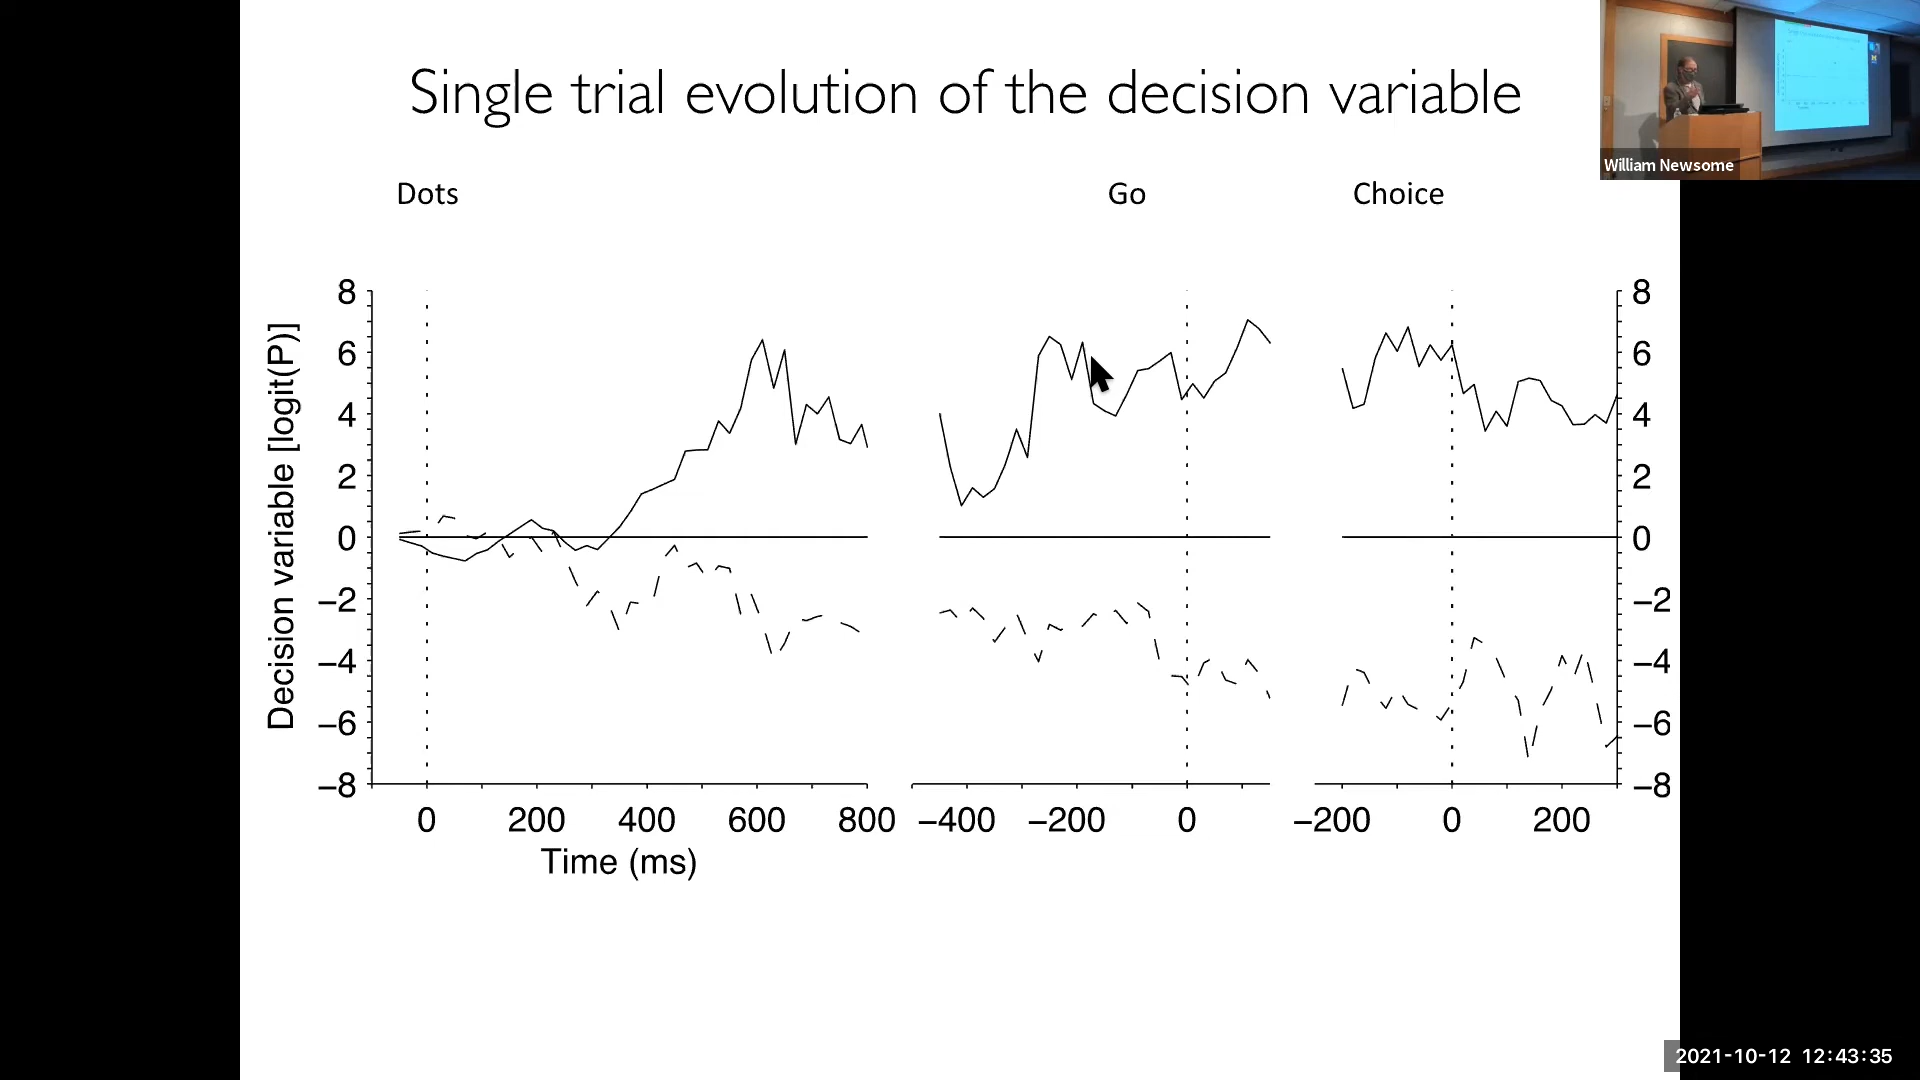 Single trial evolution of the decision variable
William Newsome
Dots
Go
Choice
Decision variable [logit(P)]
8
6
4
2
0
−2
−4
−6
−8
8
6
4
2
0
−2
−4
−6
−8
0 200 400 600 800 −400 −200 0 −200 0 200
Time (ms)
2021-10-12 12:43:35